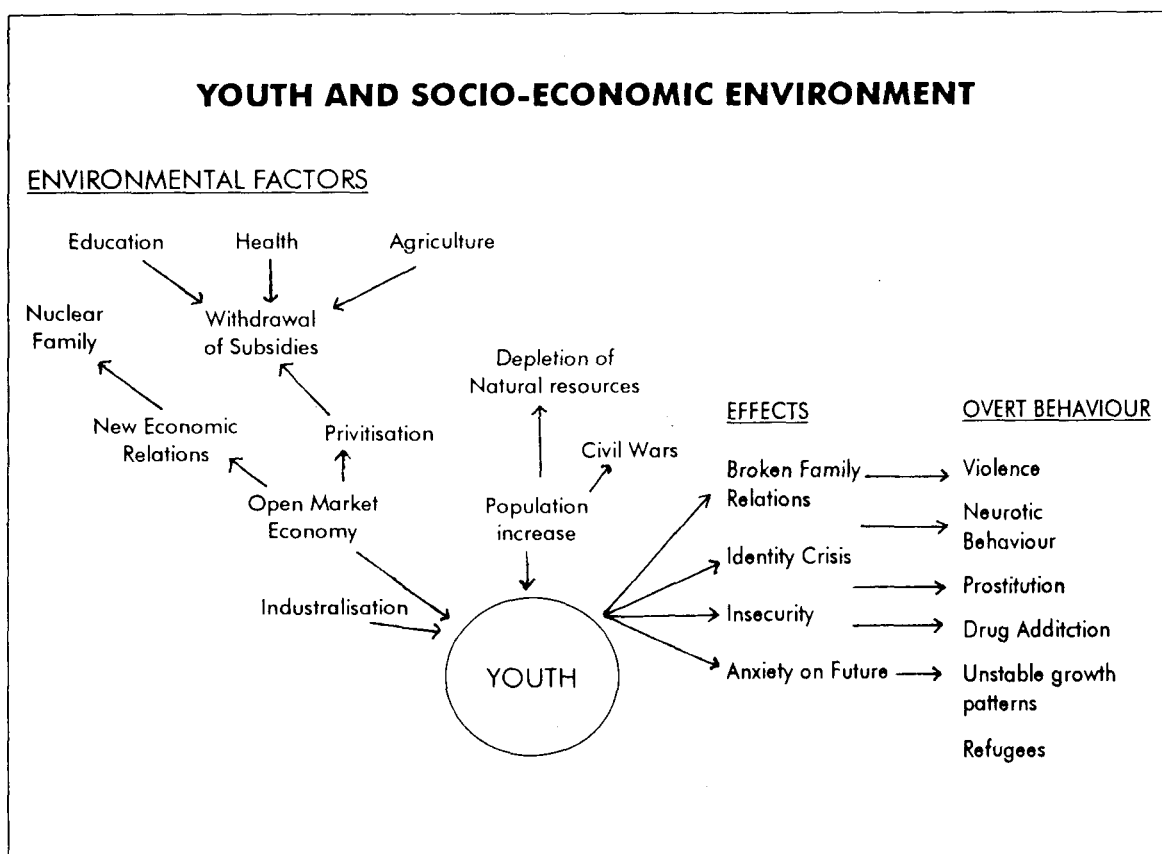 YOUTH AND SOCIO-ECONOMIC ENVIRONMENT
ENVIRONMENTAL FACTORS
Education
Health
Agriculture
Nuclear
Family
Withdrawal
of Subsidies
Depletion of
Natural resources
New Economic
Relations
Privitisation
Civil Wars
Open Market
Economy
Population
increase
Industralisation
YOUTH
EFFECTS
Broken Family
Relations
Identity Crisis
Insecurity
Anxiety on Future
OVERT BEHAVIOUR
Violence
Neurotic
Behaviour
Prostitution
Drug Additction
Unstable growth
patterns
Refugees